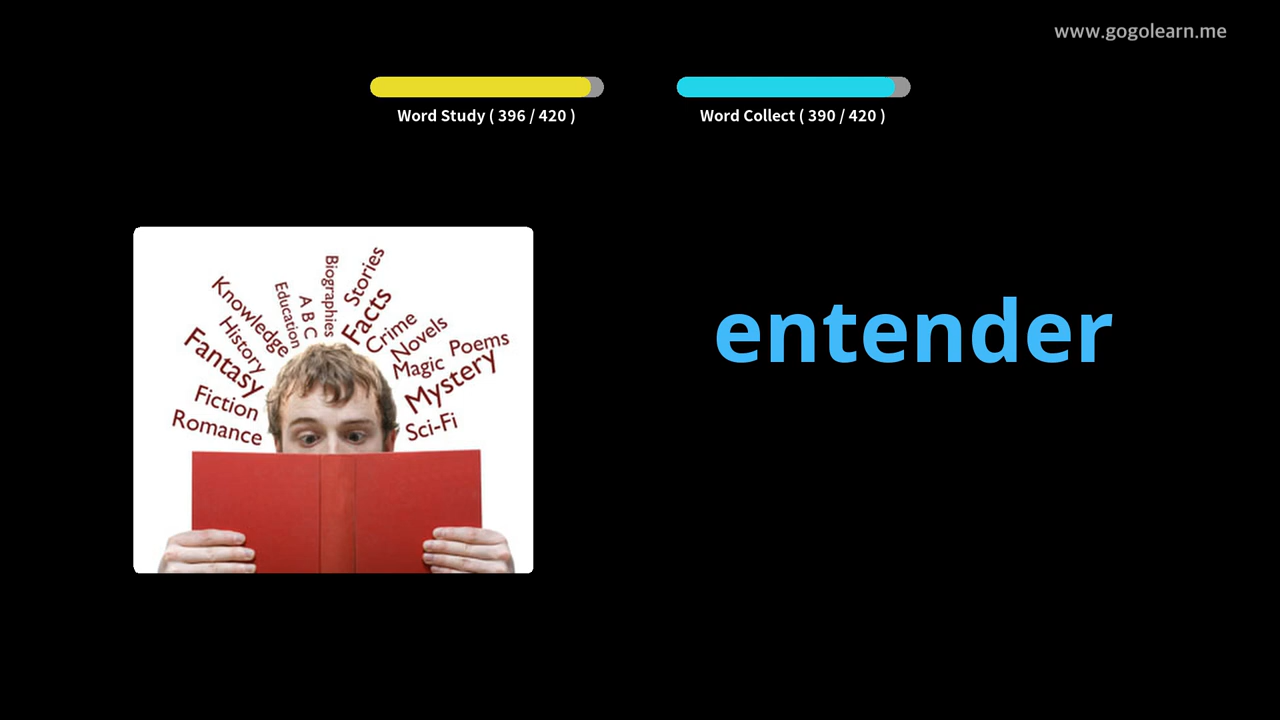 www.gogolearn.me
Word Study ( 396 / 420 )
Word Collect ( 390 / 420 )
Biographies
Stories
Education
A B C
Facts
Knowledge
Crime
History
Novels
Fantasy
Magic
Poems
Mystery
Fiction
Romance
Sci-Fi
entender